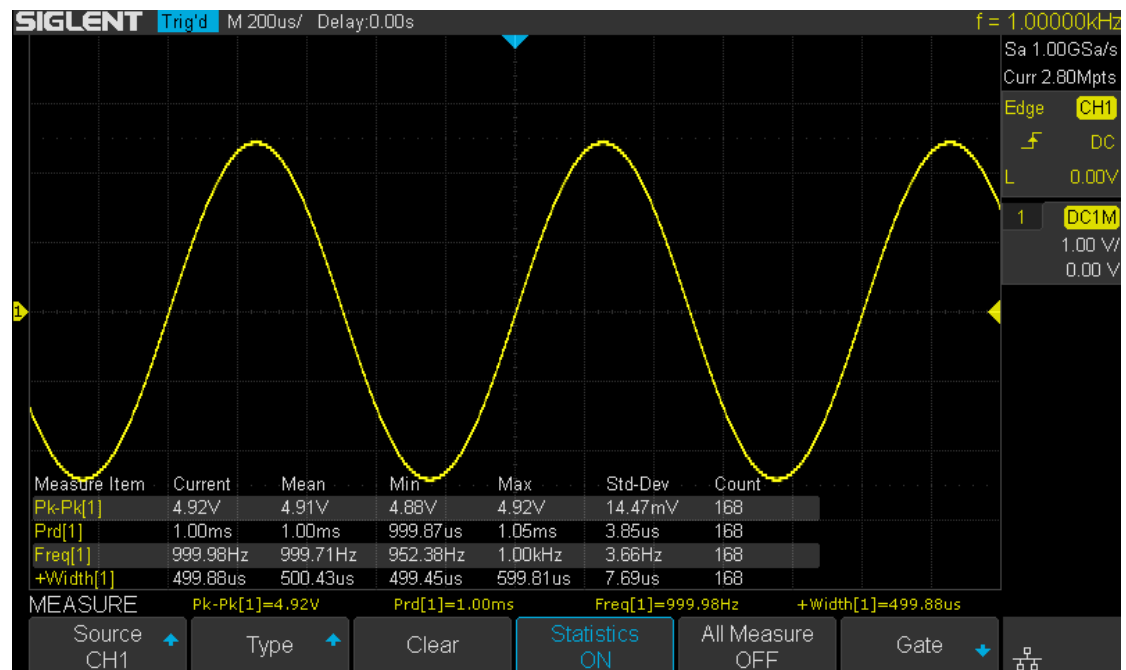 SIGLENT Trig'd M 200us/ Delay:0.00s f = 1.00000kHz
Sa 1.00GSa/s
Curr 2.80Mpts
Edge CH1
DC
L 0.00V
1 DC1M
1.00 V/
0.00 V
1
Measure Item Current Mean Min Max Std-Dev Count
Pk-Pk[1] 4.92V 4.91V 4.88V 4.92V 14.47mV 168
Prd[1] 1.00ms 1.00ms 999.87us 1.05ms 3.85us 168
Freq[1] 999.98Hz 999.71Hz 952.38Hz 1.00kHz 3.66Hz 168
+Width[1] 499.88us 500.43us 499.45us 599.81us 7.69us 168
MEASURE Pk-Pk[1]=4.92V Prd[1]=1.00ms Freq[1]=999.98Hz +Width[1]=499.88us
Source Type Clear Statistics All Measure Gate
CH1 ON OFF